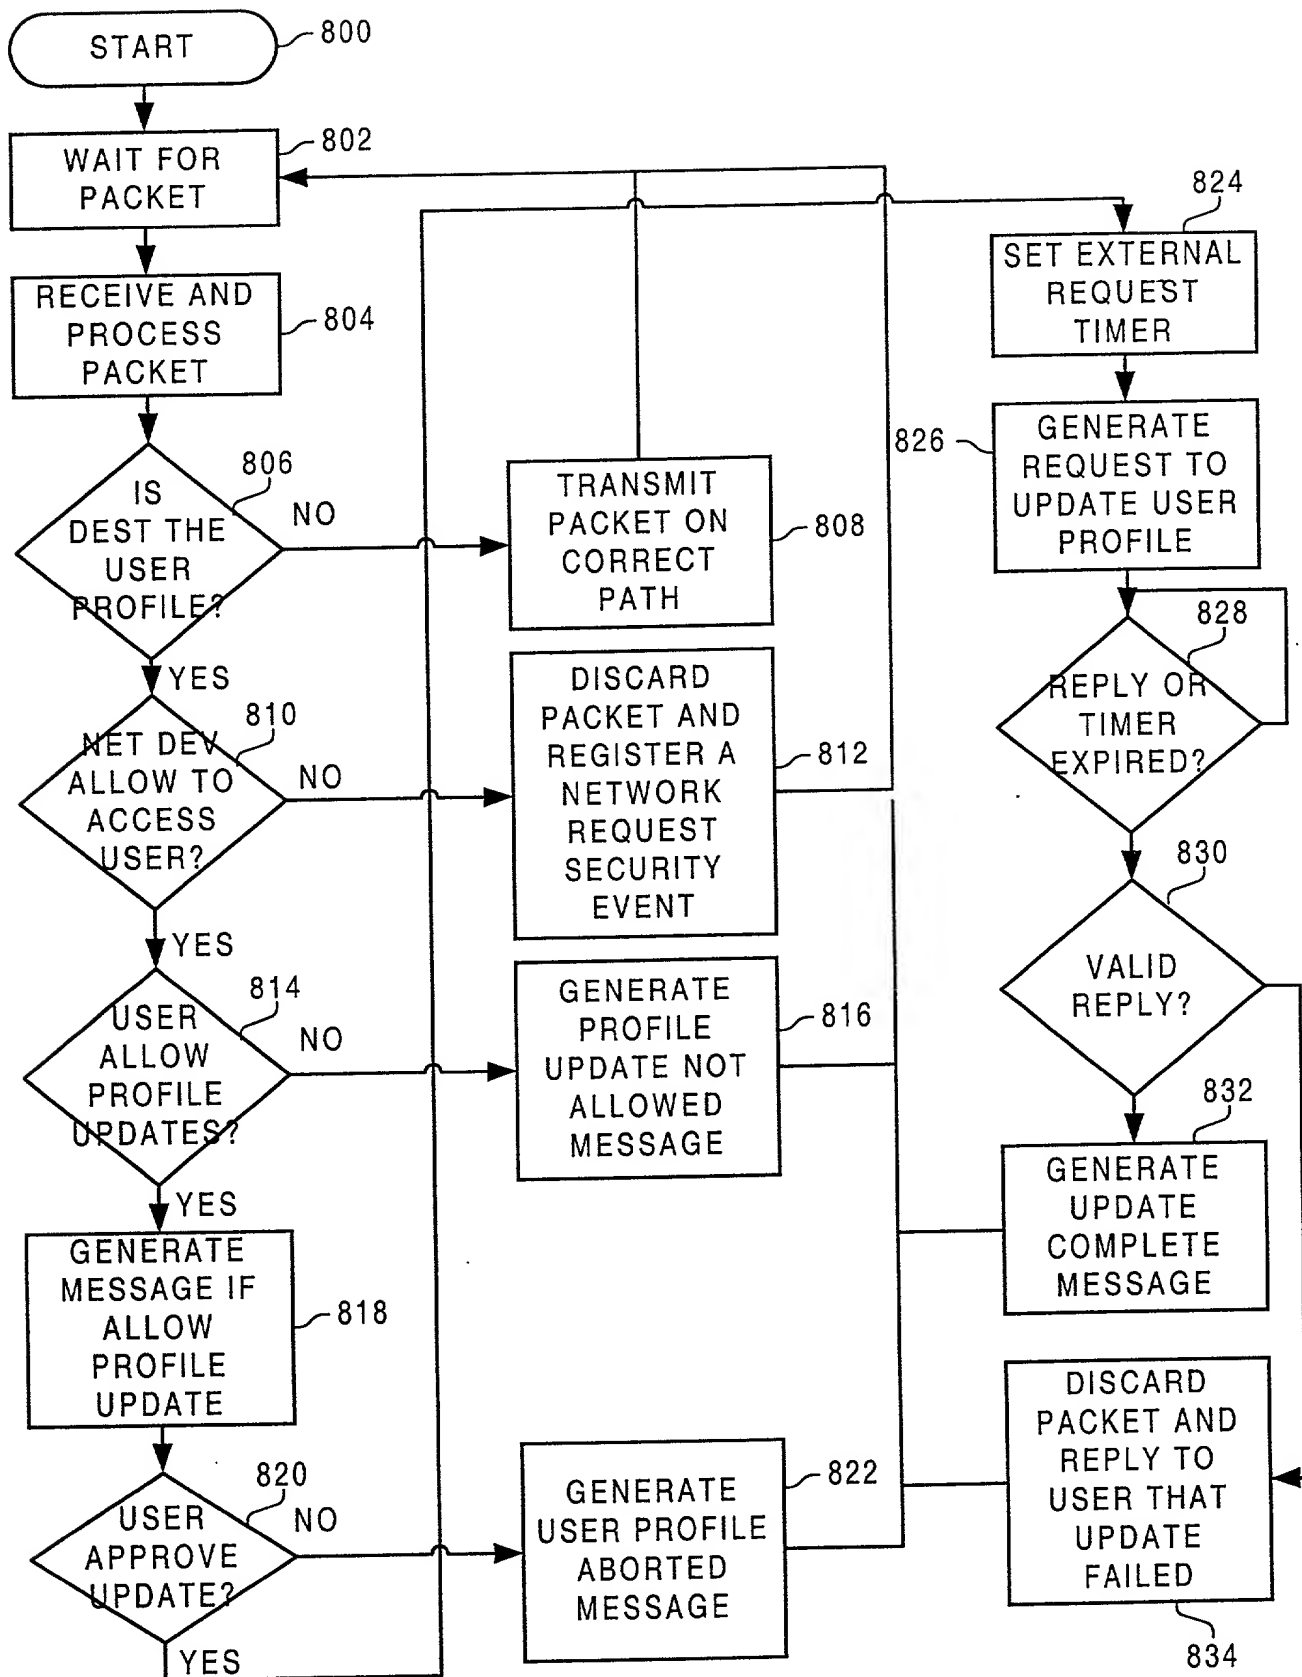 START
800
WAIT FOR
PACKET
802
RECEIVE AND
PROCESS
PACKET
804
IS
DEST THE
USER
PROFILE?
806
NO
YES
TRANSMIT
PACKET ON
CORRECT
PATH
808
NET DEV
ALLOW TO
ACCESS
USER?
810
NO
YES
DISCARD
PACKET AND
REGISTER A
NETWORK
REQUEST
SECURITY
EVENT
812
USER
ALLOW
PROFILE
UPDATES?
814
NO
YES
GENERATE
PROFILE
UPDATE NOT
ALLOWED
MESSAGE
816
GENERATE
MESSAGE IF
ALLOW
PROFILE
UPDATE
818
USER
APPROVE
UPDATE?
820
NO
YES
GENERATE
USER PROFILE
ABORTED
MESSAGE
822
824
SET EXTERNAL
REQUEST
TIMER
826
GENERATE
REQUEST TO
UPDATE USER
PROFILE
828
REPLY OR
TIMER
EXPIRED?
830
VALID
REPLY?
832
GENERATE
UPDATE
COMPLETE
MESSAGE
DISCARD
PACKET AND
REPLY TO
USER THAT
UPDATE
FAILED
834